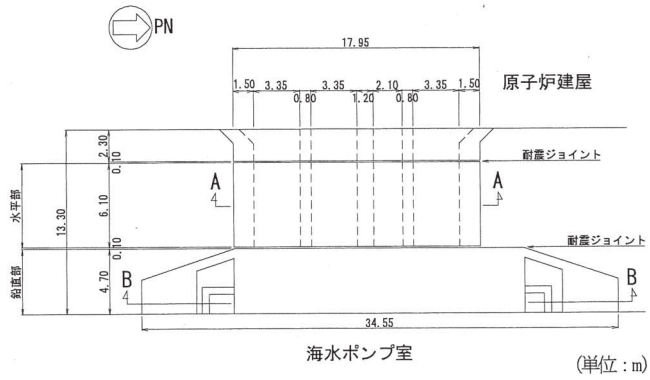 PN
17.95
1.50 3.35 0.80 3.35 1.20 2.10 0.80 3.35 1.50
原子炉建屋
2.30
0.10
耐震ジョイント
水平部
13.30
6.10
A A
0.10
耐震ジョイント
鉛直部
4.70
B B
34.55
海水ポンプ室
(単位:m)